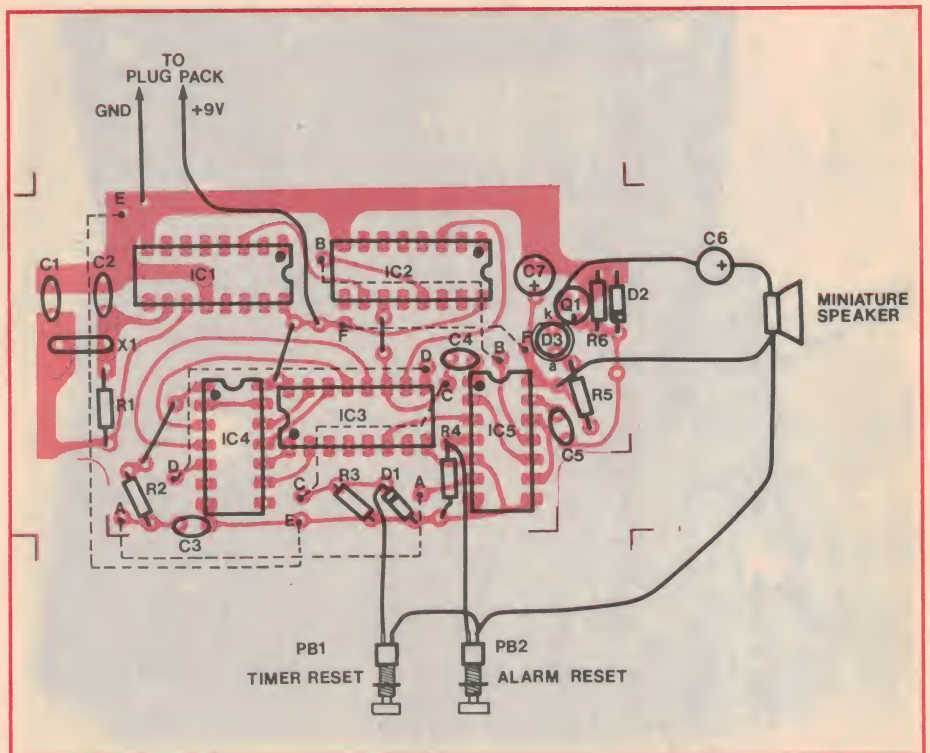 TO
PLUG PACK
GND
+9V
E
C1
C2
IC1
B
IC2
C7
+
C6
+
Q1
k
D3
a
R6
D2
MINIATURE
SPEAKER
X1
F
D
C4
B
F
R1
IC4
IC3
C
IC5
R5
R4
C5
D
R2
C
R3
D1
A
A
C3
E
PB1
TIMER RESET
PB2
ALARM RESET